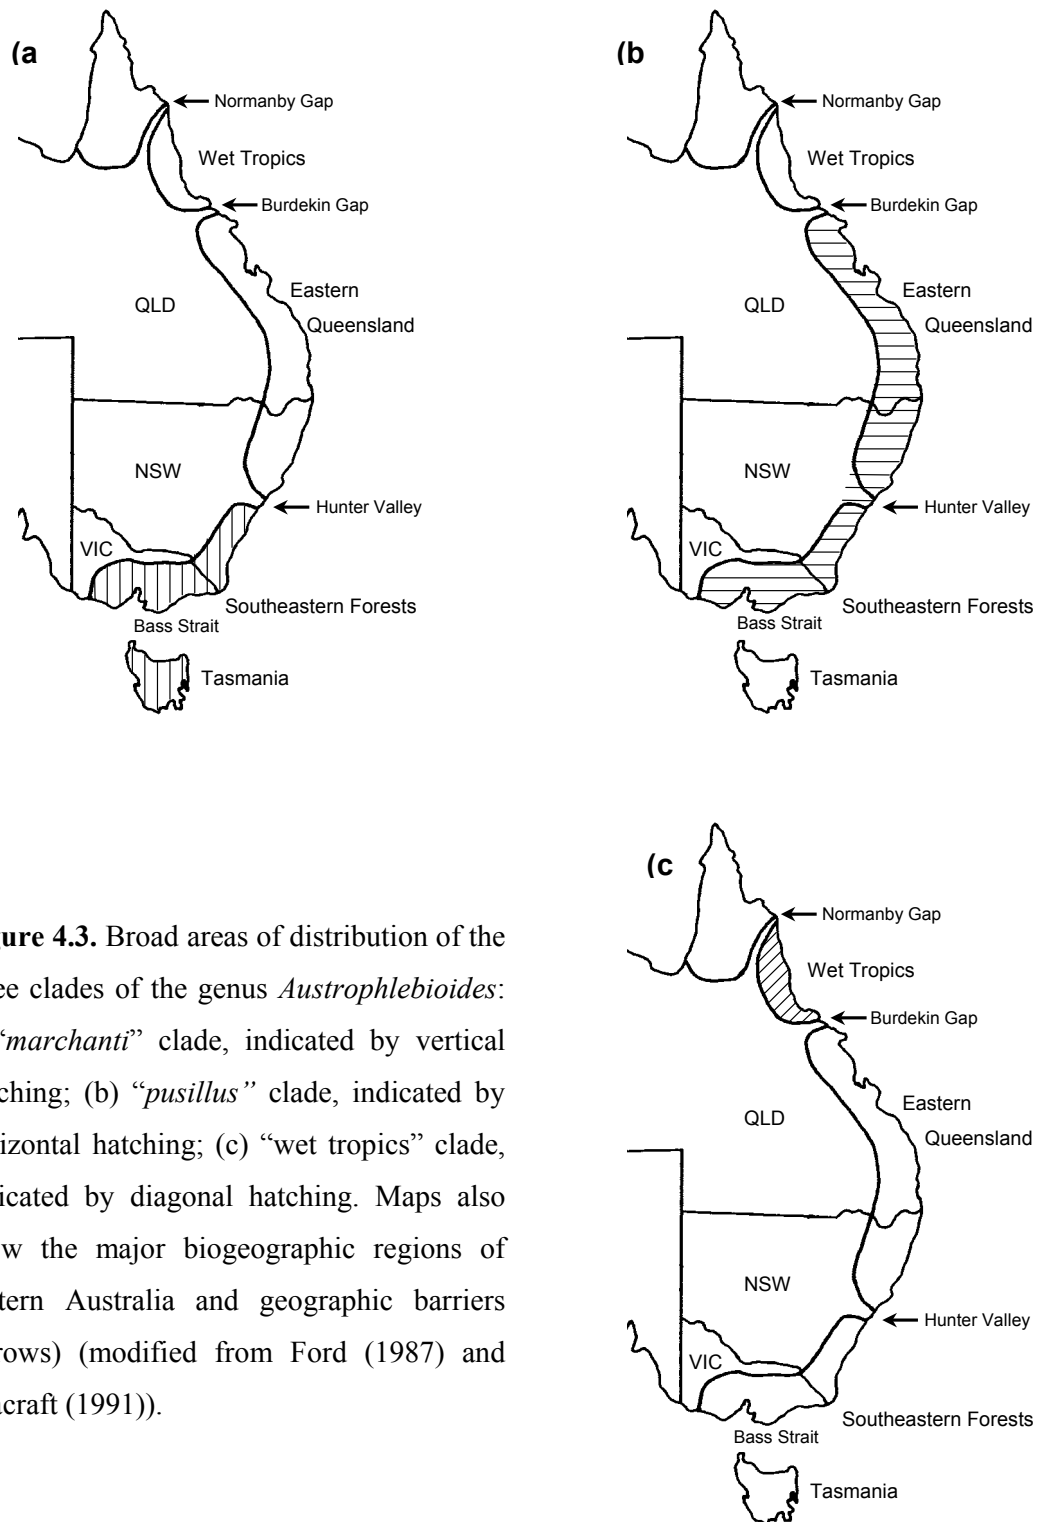 (a
Normanby Gap
Wet Tropics
Burdekin Gap
Eastern
QLD
Queensland
NSW
Hunter Valley
VIC
Southeastern Forests
Bass Strait
Tasmania
(b
Normanby Gap
Wet Tropics
Burdekin Gap
Eastern
QLD
Queensland
NSW
Hunter Valley
VIC
Southeastern Forests
Bass Strait
Tasmania
gure 4.3. Broad areas of distribution of the
ee clades of the genus Austrophlebioides:
“marchanti” clade, indicated by vertical
ching; (b) “pusillus” clade, indicated by
izontal hatching; (c) “wet tropics” clade,
icated by diagonal hatching. Maps also
w the major biogeographic regions of
tern Australia and geographic barriers
rows) (modified from Ford (1987) and
acraft (1991)).
(c
Normanby Gap
Wet Tropics
Burdekin Gap
Eastern
QLD
Queensland
NSW
Hunter Valley
VIC
Southeastern Forests
Bass Strait
Tasmania